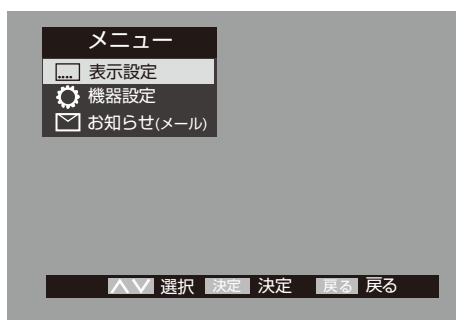 メニュー
表示設定
機器設定
お知らせ(メール)
選択 決定 決定 戻る 戻る